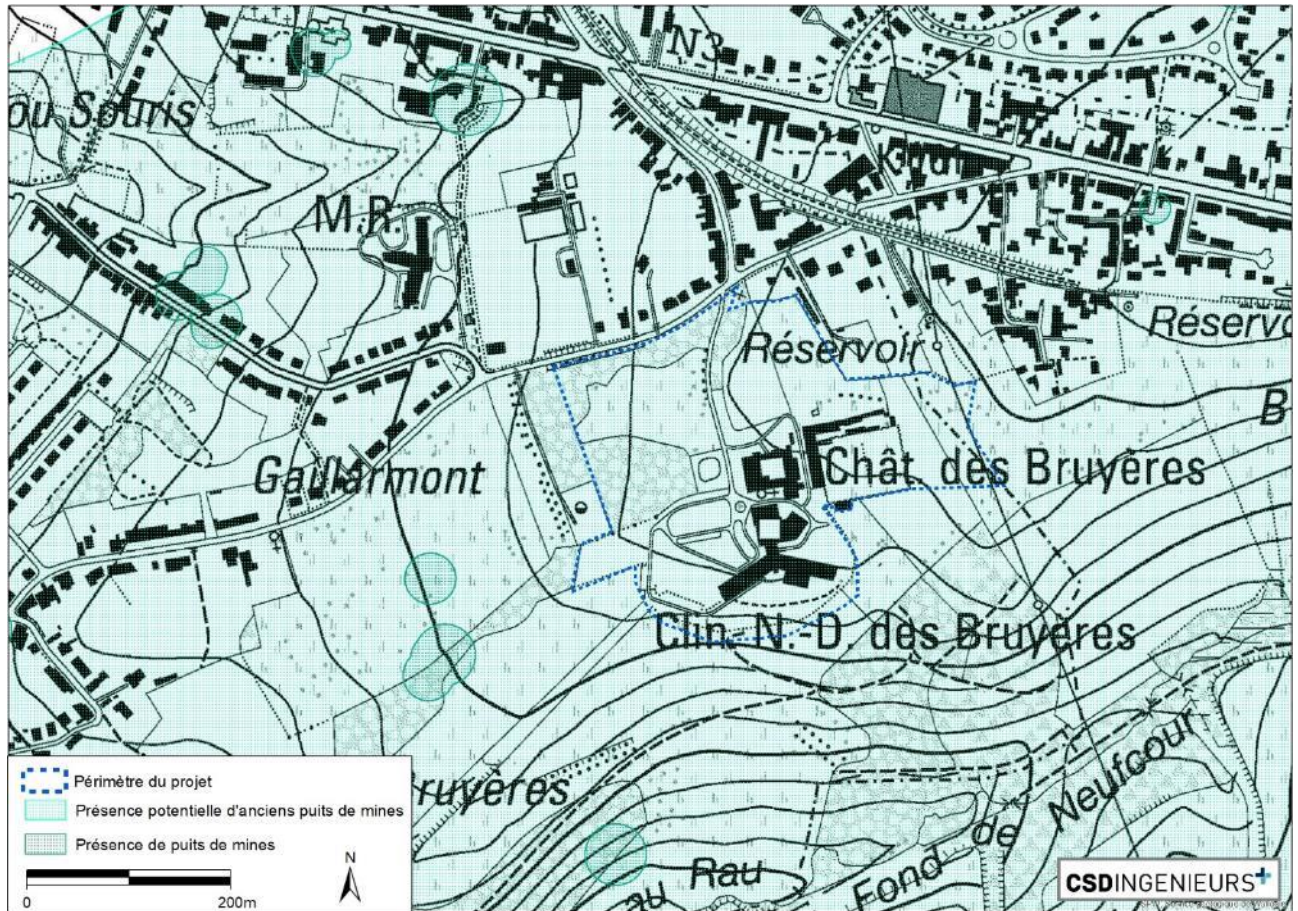 N3
ou Souris
M.R.
Réservoir
Réservo
B
Gaillarmont
Chât. des Bruyères
Clin. N.-D. des Bruyères
ruyères
au Rau
Fond de Neufcour
Périmètre du projet
Présence potentielle d'anciens puits de mines
Présence de puits de mines
0 200m
N
CSDINGENIEURS+